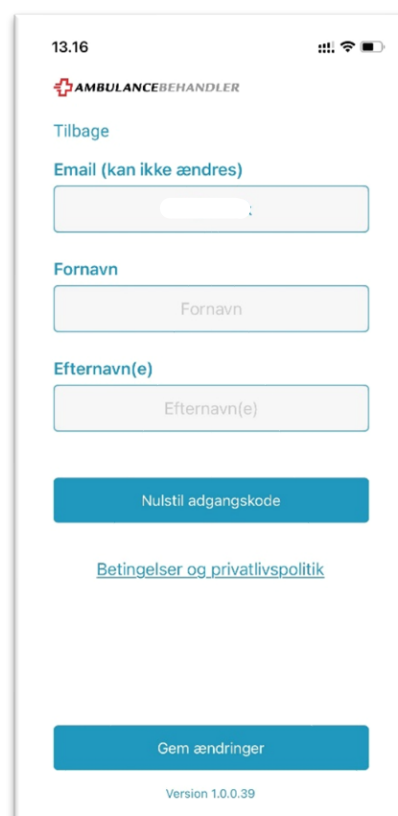 13.16
AMBULANCEBEHANDLER
Tilbage
Email (kan ikke ændres)
Fornavn
Fornavn
Efternavn(e)
Efternavn(e)
Nulstil adgangskode
Betingelser og privatlivspolitik
Gem ændringer
Version 1.0.0.39